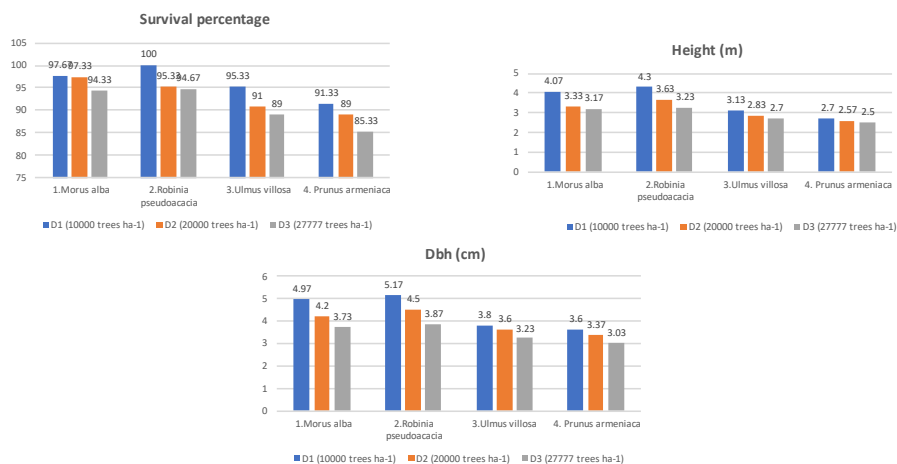 Survival percentage
105
100
95
90
85
80
75
97.67
97.33
94.33
100
95.33
94.67
95.33
91
89
91.33
89
85.33
1.Morus alba
2.Robinia
pseudoacacia
3.Ulmus villosa
4. Prunus armeniaca
D1 (10000 trees ha-1)
D2 (20000 trees ha-1)
D3 (27777 trees ha-1)
Height (m)
5
4
3
2
1
0
4.07
3.33
3.17
4.3
3.63
3.23
3.13
2.83
2.7
2.7
2.57
2.5
1.Morus alba
2.Robinia
pseudoacacia
3.Ulmus villosa
4. Prunus armeniaca
D1 (10000 trees ha-1)
D2 (20000 trees ha-1)
D3 (27777 trees ha-1)
Dbh (cm)
6
5
4
3
2
1
0
4.97
4.2
3.73
5.17
4.5
3.87
3.8
3.6
3.23
3.6
3.37
3.03
1.Morus alba
2.Robinia
pseudoacacia
3.Ulmus villosa
4. Prunus armeniaca
D1 (10000 trees ha-1)
D2 (20000 trees ha-1)
D3 (27777 trees ha-1)